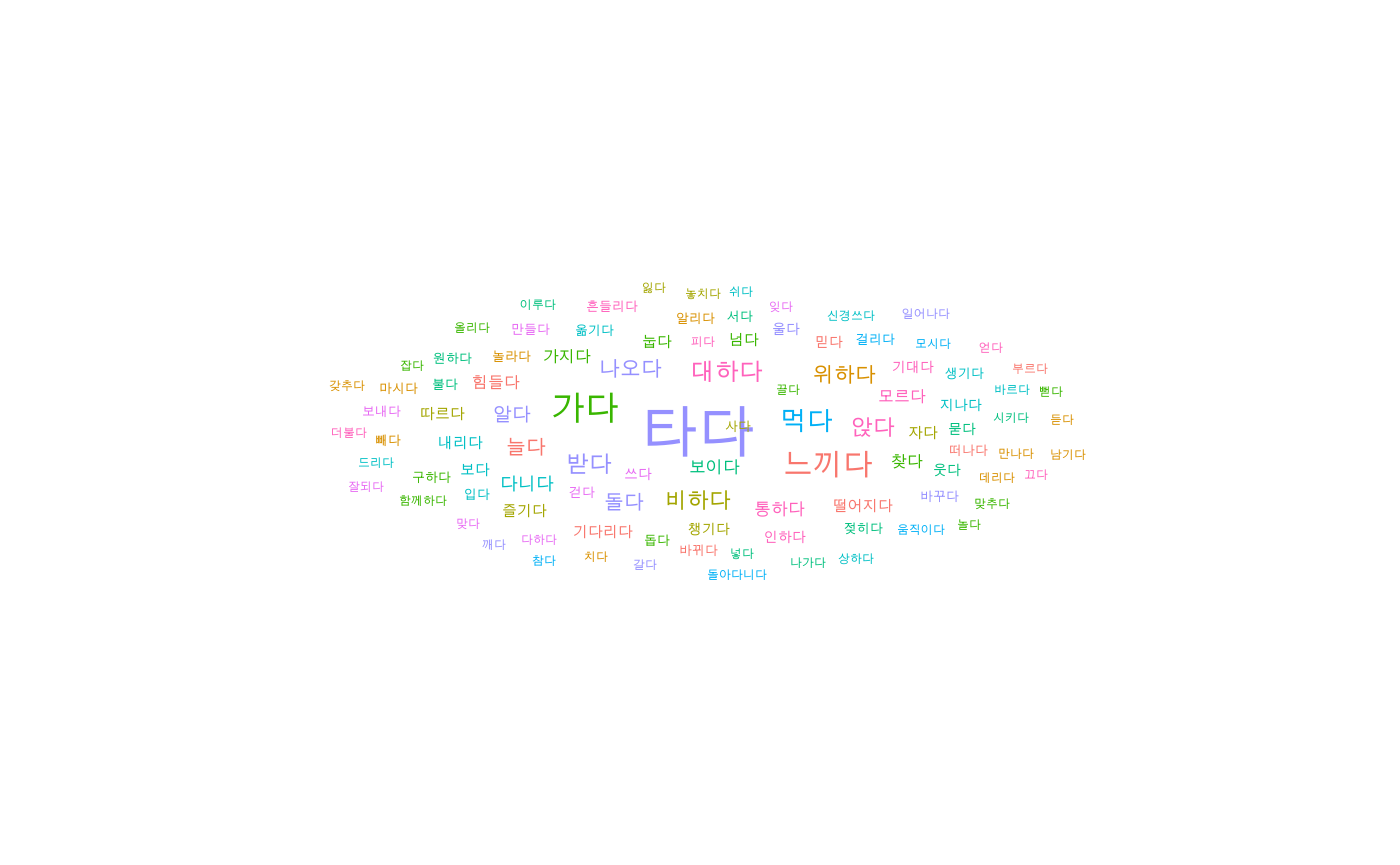 잃다
놓치다
쉬다
이루다
흔들리다
잊다
알리다
서다
신경쓰다
일어나다
올리다
만들다
옮기다
울다
눕다
피다
넘다
믿다
걸리다
모시다
얻다
원하다
놀라다
가지다
잡다
나오다
대하다
위하다
기대다
생기다
부르다
갖추다
마시다
불다
힘들다
꿀다
모르다
바르다
뻗다
보내다
따르다
알다
가다
타다
사다
먹다
앉다
지나다
시키다
듣다
더불다
빼다
내리다
늘다
자다
묻다
떠나다
만나다
남기다
드리다
구하다
보다
받다
쓰다
보이다
느끼다
찾다
웃다
데리다
끄다
잘되다
함께하다
입다
다니다
걷다
돌다
비하다
통하다
떨어지다
바꾸다
맞추다
맞다
즐기다
기다리다
챙기다
인하다
젖히다
움직이다
놀다
깨다
다하다
돕다
바뀌다
넣다
참다
치다
갈다
나가다
상하다
돌아다니다